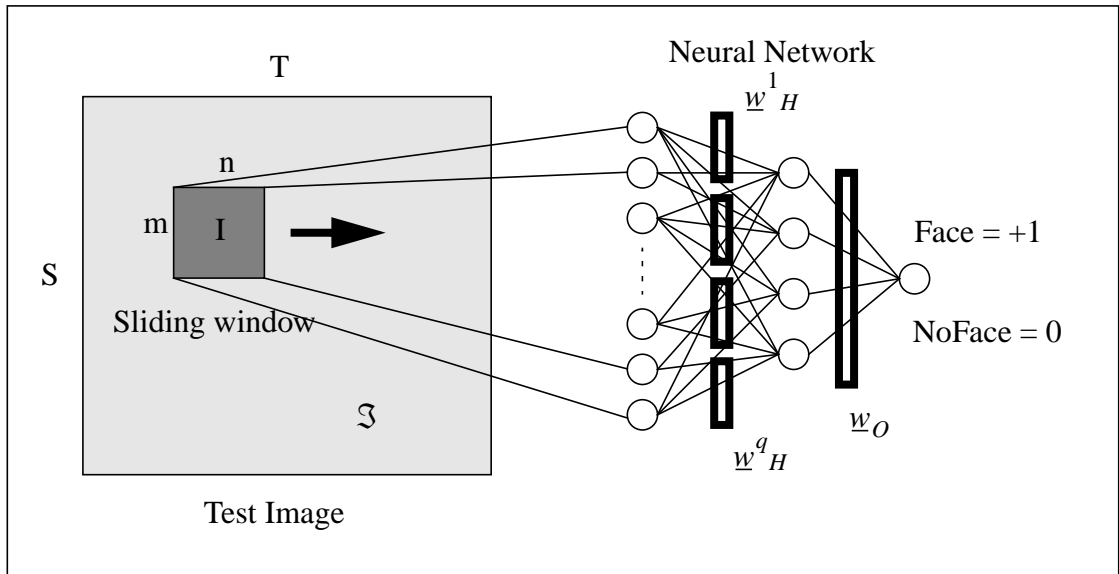 T
Neural Network
w^1_H
n
m
I
S
Sliding window
ℑ
Test Image
Face = +1
NoFace = 0
w_O
w^q_H